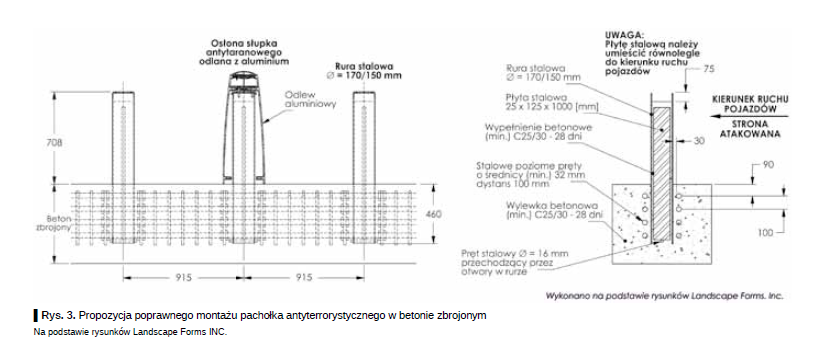 Osłona słupka
antytaranowego
odlana z aluminium
Rura stalowa
Ø = 170/150 mm
Odlew
aluminiowy
708
Beton
zbrojony
460
915
915
UWAGA:
Płytę stalową należy
umieścić równolegle
do kierunku ruchu
pojazdów
75
Rura stalowa
Ø = 170/150 mm
Płyta stalowa
25 x 125 x 1000 [mm]
KIERUNEK RUCHU
POJAZDÓW
STRONA
ATAKOWANA
Wypełnienie betonowe
(min.) C25/30 - 28 dni
30
Stalowe poziome pręty
o średnicy (min.) 32 mm
dystans 100 mm
90
Wylewka betonowa
(min.) C25/30 - 28 dni
100
Pręt stalowy Ø = 16 mm
przechodzący przez
otwory w rurze
Wykonano na podstawie rysunków Landscape Forms. Inc.
Rys. 3. Propozycja poprawnego montażu pachołka antyterrorystycznego w betonie zbrojonym
Na podstawie rysunków Landscape Forms INC.